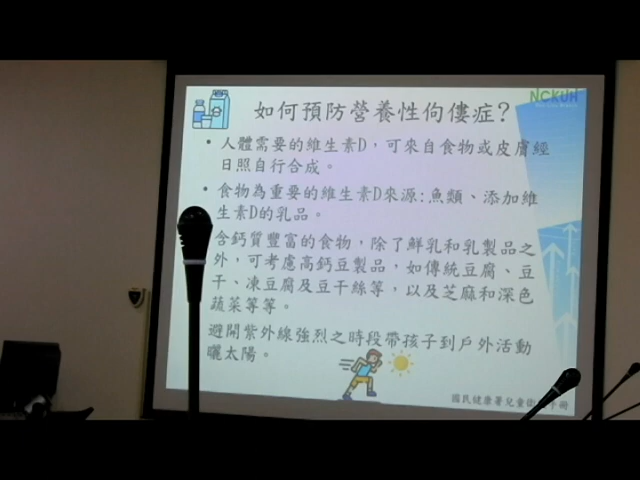 NCKUH
如何預防營養性佝僂症?
• 人體需要的維生素D，可來自食物或皮膚經
日照自行合成。
• 食物為重要的維生素D來源:魚類、添加維
生素D的乳品。
含鈣質豐富的食物，除了鮮乳和乳製品之
外，可考慮高鈣豆製品，如傳統豆腐、豆
干、凍豆腐及豆干絲等，以及芝麻和深色
蔬菜等等。
避開紫外線強烈之時段帶孩子到戶外活動
曬太陽。
國民健康署兒童衛 手冊